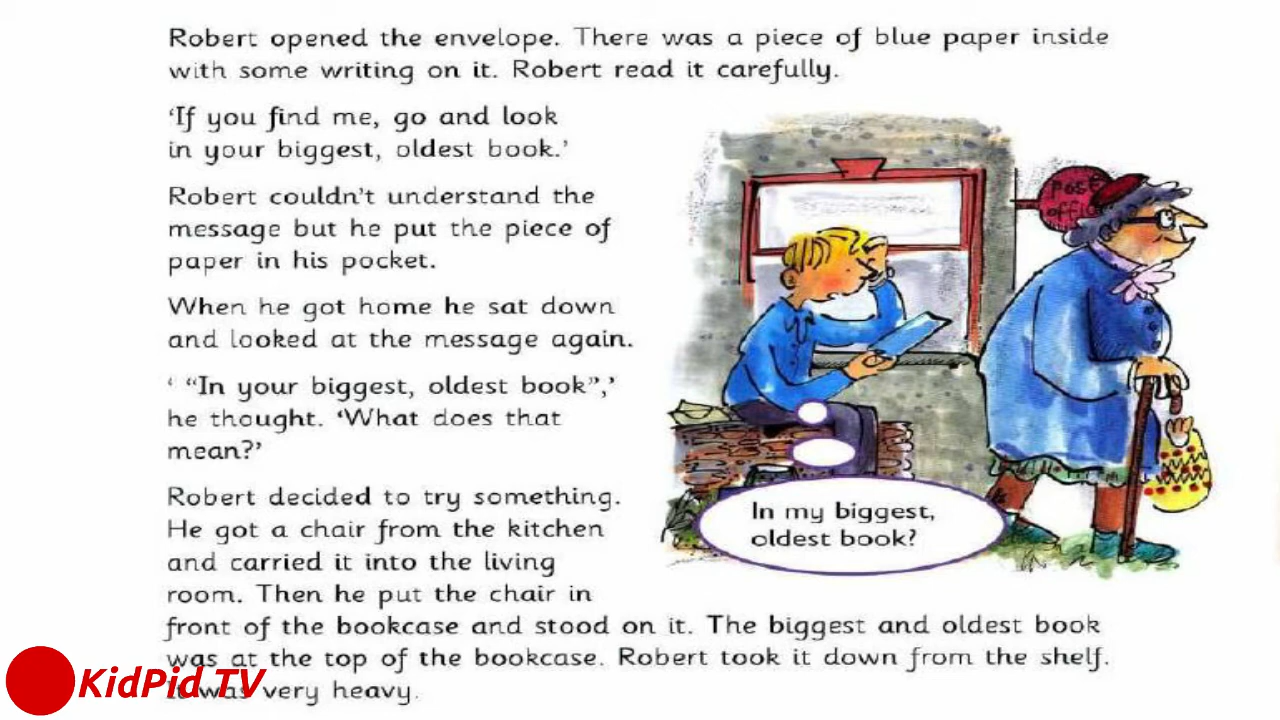 Robert opened the envelope. There was a piece of blue paper inside
with some writing on it. Robert read it carefully.
‘If you find me, go and look
in your biggest, oldest book.’
Robert couldn’t understand the
message but he put the piece of
paper in his pocket.
When he got home he sat down
and looked at the message again.
‘ “In your biggest, oldest book”,’
he thought. ‘What does that
mean?’
Robert decided to try something.
He got a chair from the kitchen
and carried it into the living
room. Then he put the chair in
front of the bookcase and stood on it. The biggest and oldest book
was at the top of the bookcase. Robert took it down from the shelf.
It was very heavy.
POST
OFFIC
In my biggest,
oldest book?
KidPid TV